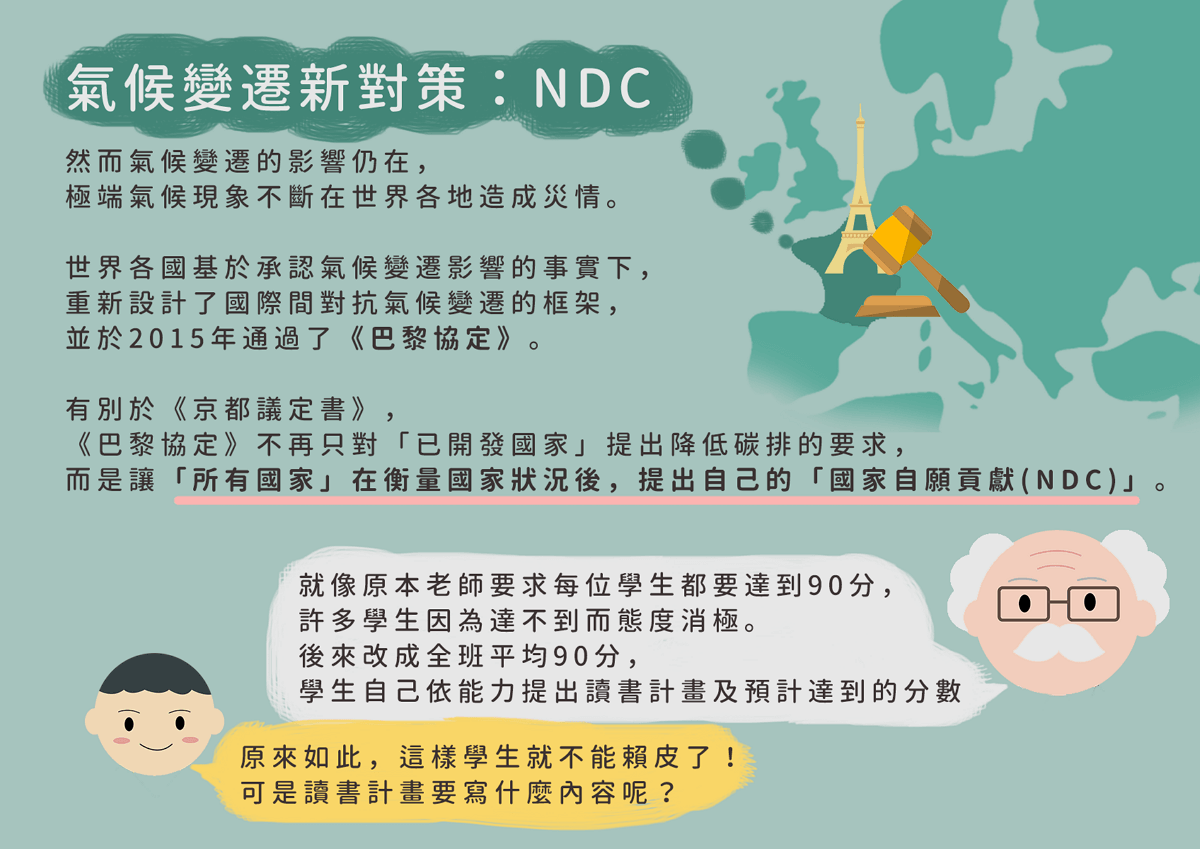 氣候變遷新對策：NDC
然而氣候變遷的影響仍在，
極端氣候現象不斷在世界各地造成災情。
世界各國基於承認氣候變遷影響的事實下，
重新設計了國際間對抗氣候變遷的框架，
並於2015年通過了《巴黎協定》。
有別於《京都議定書》，
《巴黎協定》不再只對「已開發國家」提出降低碳排的要求，
而是讓「所有國家」在衡量國家狀況後，提出自己的「國家自願貢獻(NDC)」。
就像原本老師要求每位學生都要達到90分，
許多學生因為達不到而態度消極。
後來改成全班平均90分，
學生自己依能力提出讀書計畫及預計達到的分數
原來如此，這樣學生就不能賴皮了！
可是讀書計畫要寫什麼內容呢？